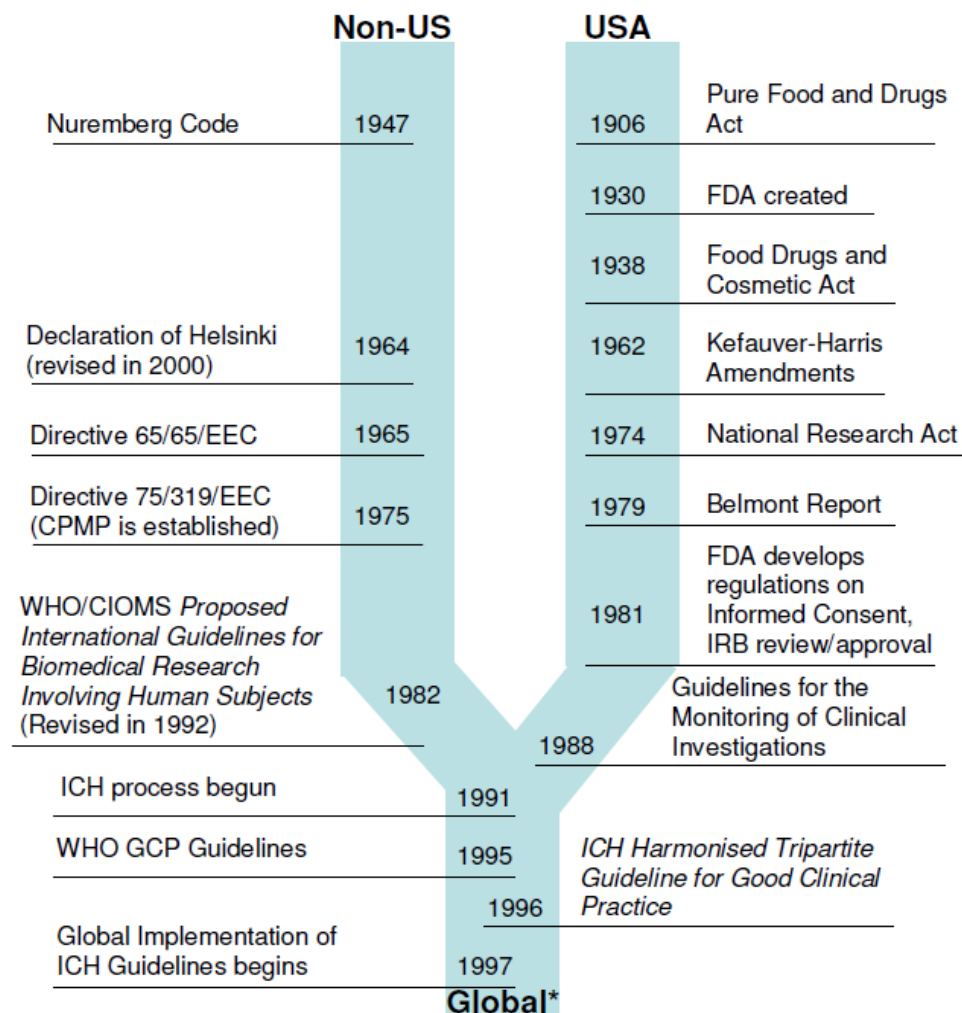 Non-US
USA
Nuremberg Code
1947
1906
Pure Food and Drugs
Act
1930
FDA created
1938
Food Drugs and
Cosmetic Act
Declaration of Helsinki
(revised in 2000)
1964
1962
Kefauver-Harris
Amendments
Directive 65/65/EEC
1965
1974
National Research Act
Directive 75/319/EEC
(CPMP is established)
1975
1979
Belmont Report
1981
FDA develops
regulations on
Informed Consent,
IRB review/approval
WHO/CIOMS Proposed
International Guidelines for
Biomedical Research
Involving Human Subjects
(Revised in 1992)
1982
1988
Guidelines for the
Monitoring of Clinical
Investigations
ICH process begun
1991
WHO GCP Guidelines
1995
1996
ICH Harmonised Tripartite
Guideline for Good Clinical
Practice
Global Implementation of
ICH Guidelines begins
1997
Global*